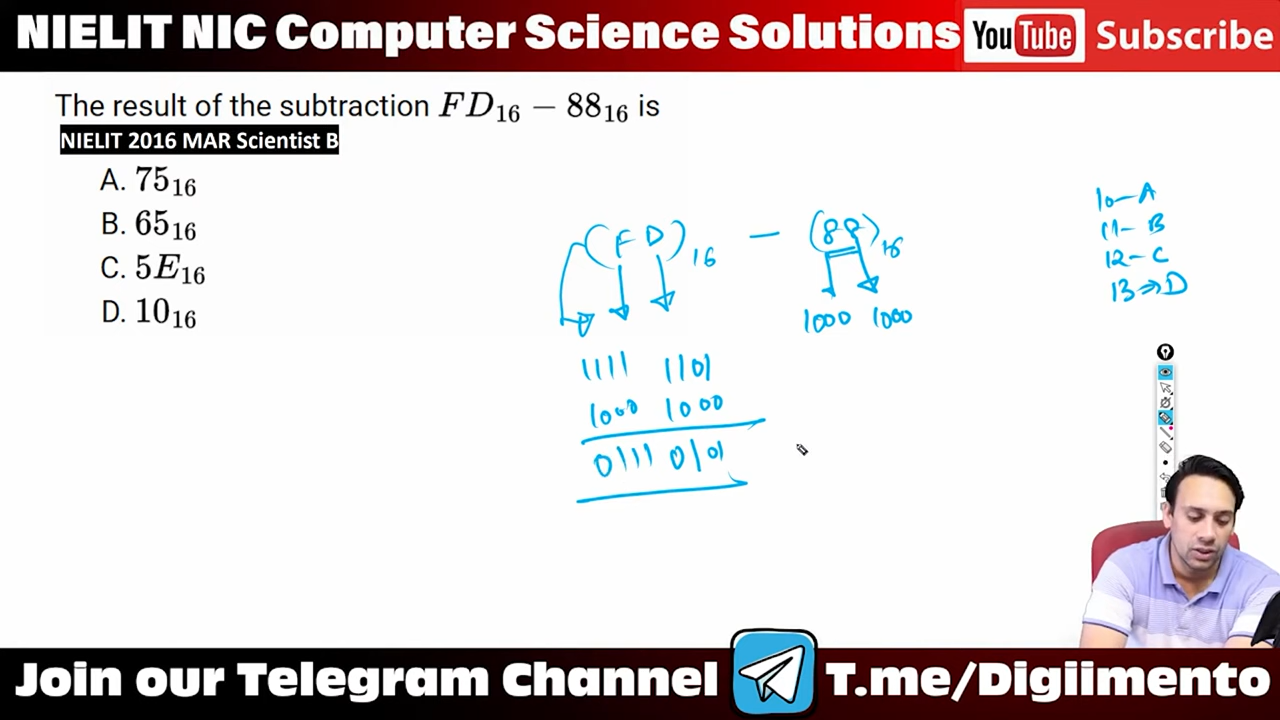 NIELIT NIC Computer Science Solutions YouTube Subscribe
The result of the subtraction FD₁₆ − 88₁₆ is
NIELIT 2016 MAR Scientist B
A. 75₁₆
B. 65₁₆
C. 5E₁₆
D. 10₁₆
(FD)₁₆ — (88)₁₆
1000 1000
1111 1101
1000 1000
0111 0101
10—A
11—B
12—C
13⇒D
Join our Telegram Channel T.me/Digiimento